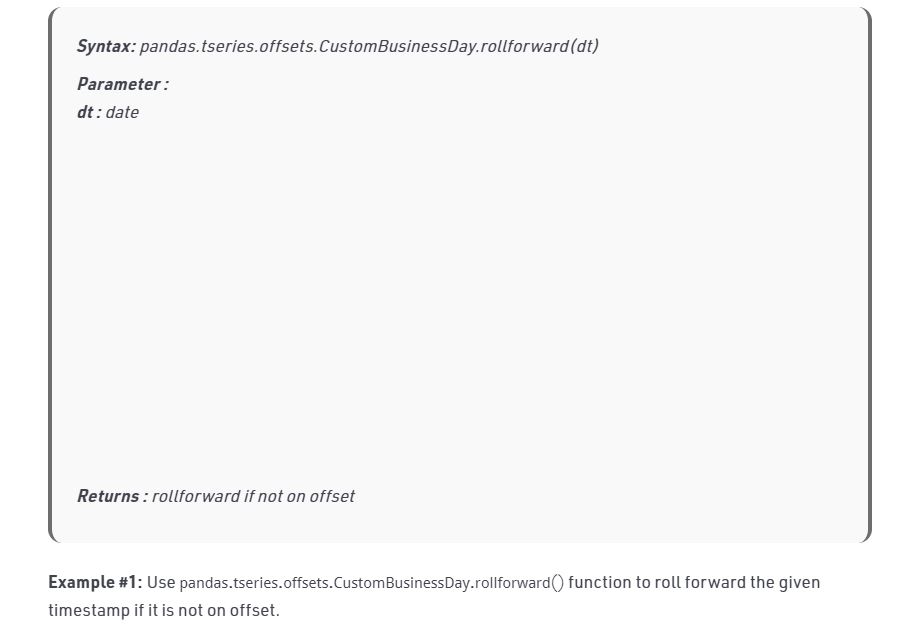 Syntax: pandas.tseries.offsets.CustomBusinessDay.rollforward(dt)
Parameter :
dt : date
Returns : rollforward if not on offset
Example #1: Use pandas.tseries.offsets.CustomBusinessDay.rollforward() function to roll forward the given
timestamp if it is not on offset.